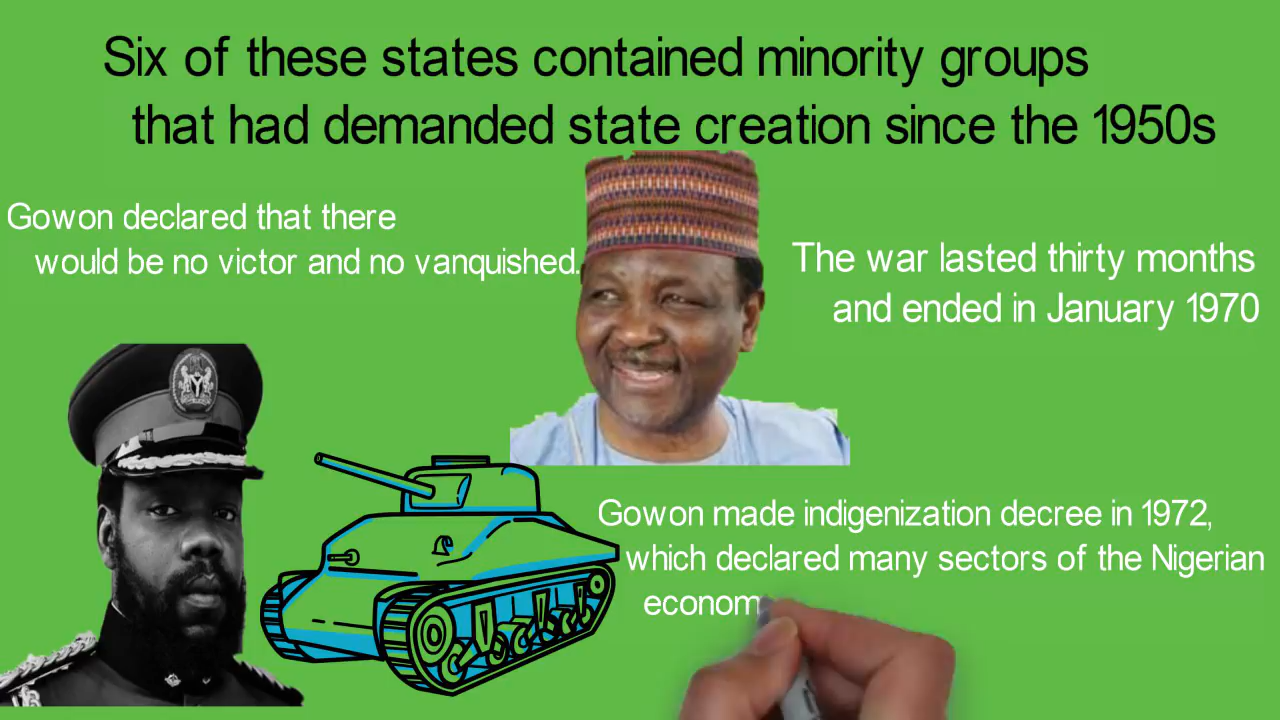 Six of these states contained minority groups
that had demanded state creation since the 1950s
Gowon declared that there
would be no victor and no vanquished.
The war lasted thirty months
and ended in January 1970
Gowon made indigenization decree in 1972,
which declared many sectors of the Nigerian
econom